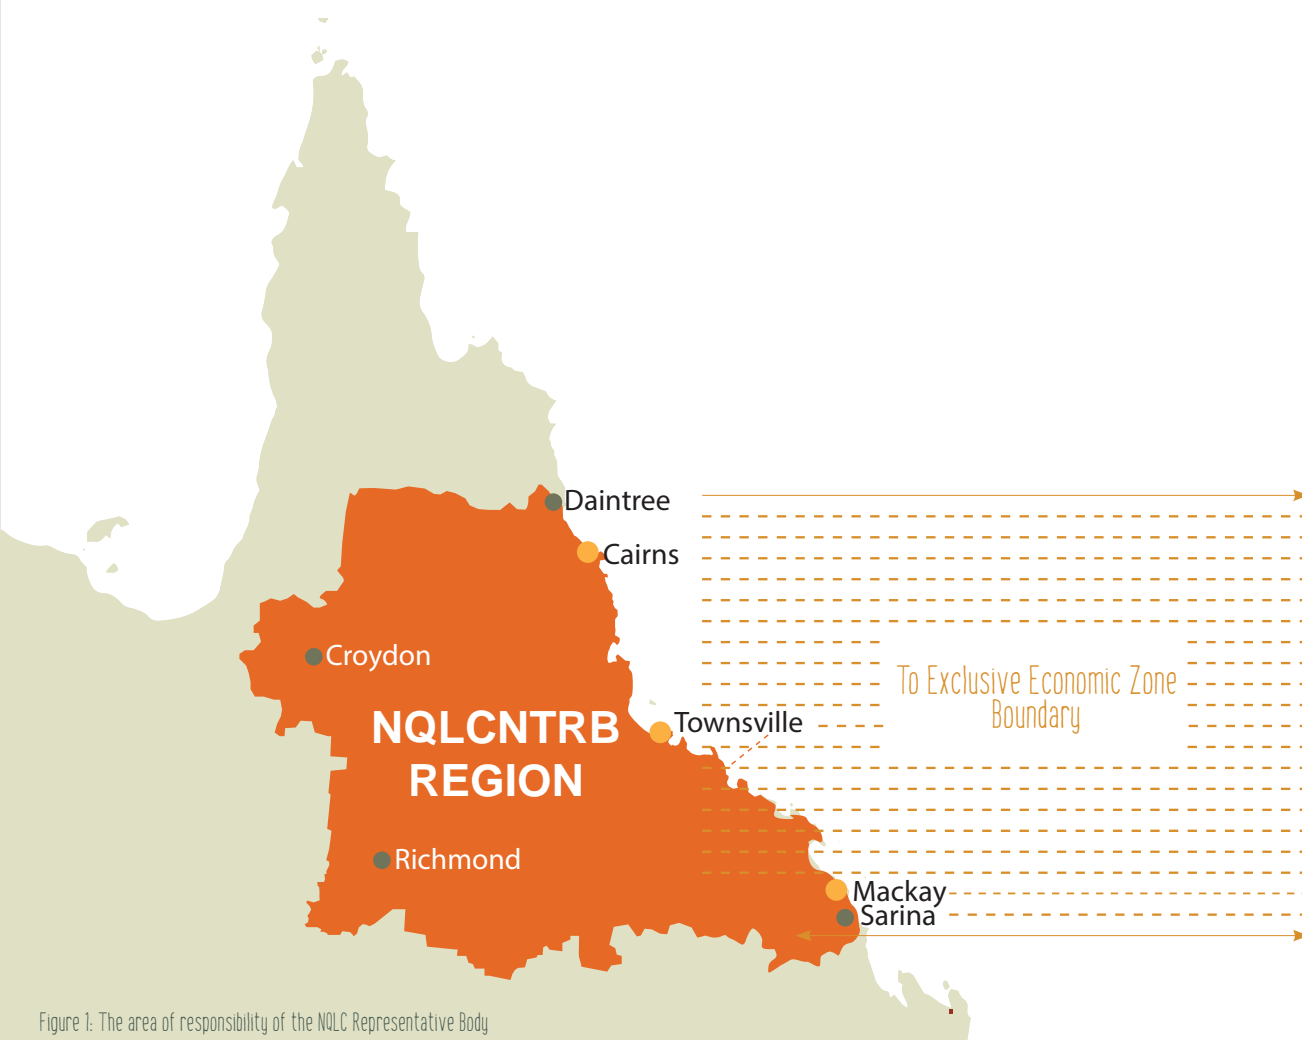 Daintree
Cairns
Croydon
To Exclusive Economic Zone
Boundary
NQLCNTRB
REGION
Townsville
Richmond
Mackay
Sarina
Figure 1: The area of responsibility of the NQLC Representative Body